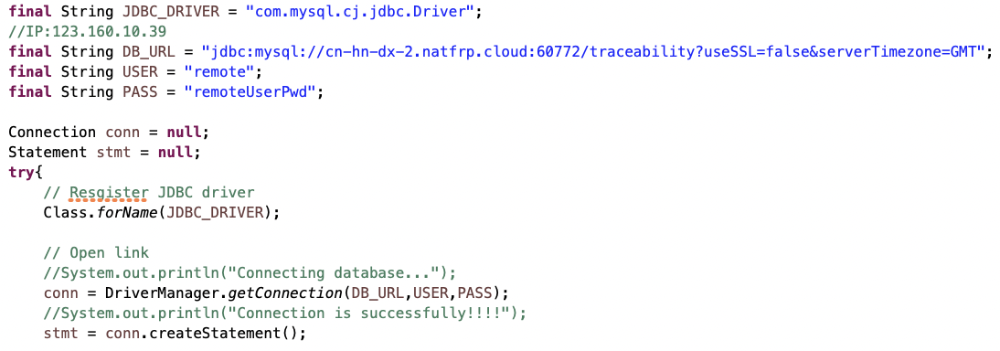 final String JDBC_DRIVER = "com.mysql.cj.jdbc.Driver";
//IP:123.160.10.39
final String DB_URL = "jdbc:mysql://cn-hn-dx-2.natfrp.cloud:60772/traceability?useSSL=false&serverTimezone=GMT";
final String USER = "remote";
final String PASS = "remoteUserPwd";
Connection conn = null;
Statement stmt = null;
try{
// Resgister JDBC driver
Class.forName(JDBC_DRIVER);
// Open link
//System.out.println("Connecting database...");
conn = DriverManager.getConnection(DB_URL,USER,PASS);
//System.out.println("Connection is successfully!!!!");
stmt = conn.createStatement();